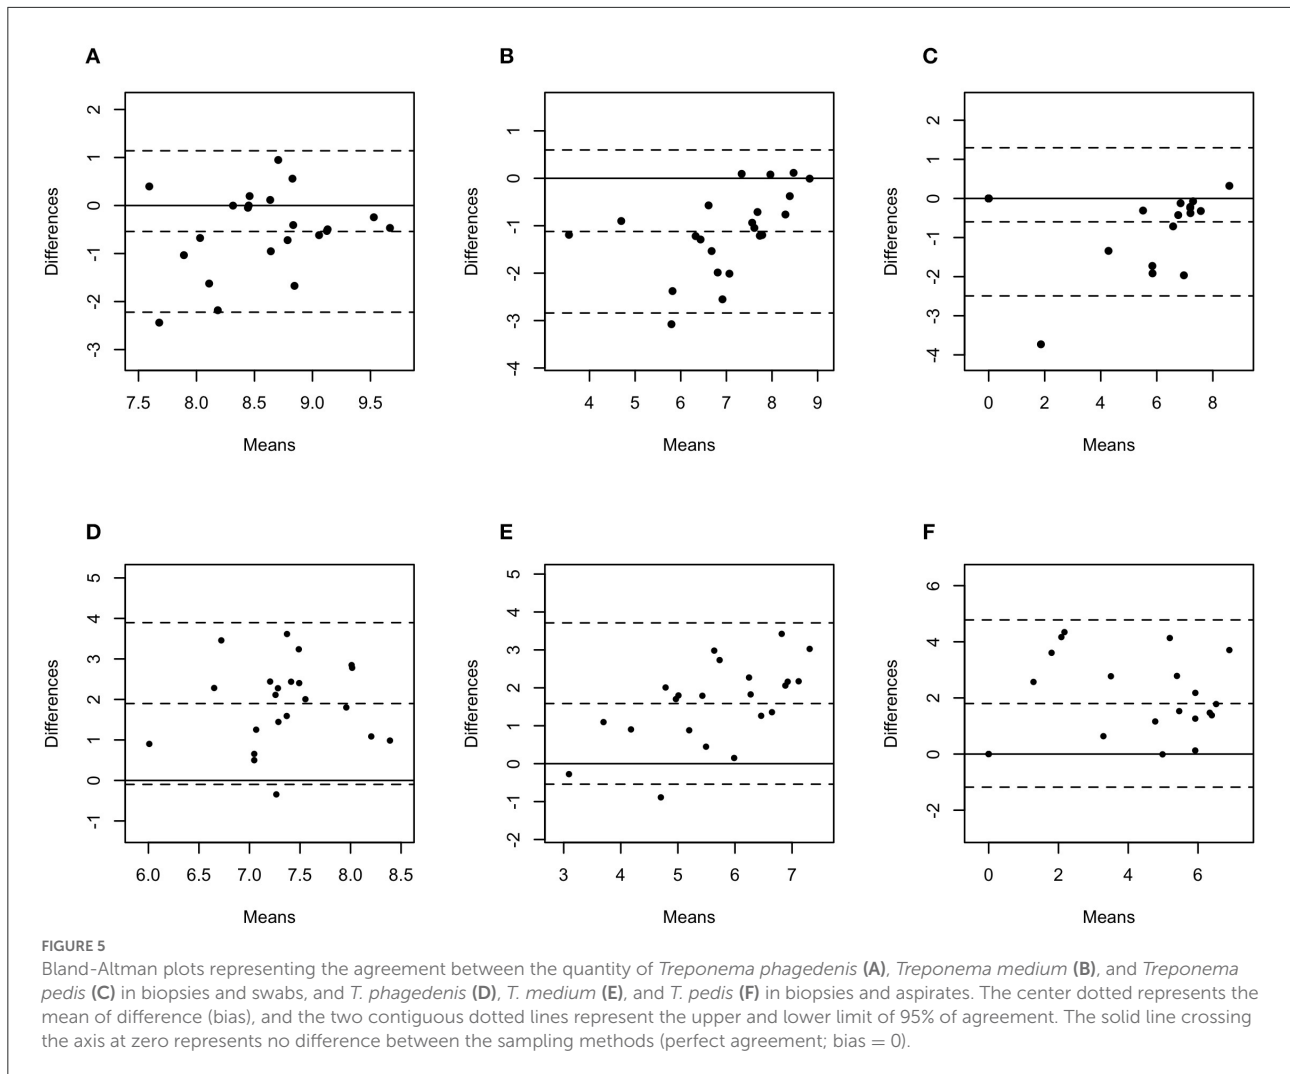 A
B
C
2
1
0
-1
-2
-3
Differences
7.5 8.0 8.5 9.0 9.5
Means
1
0
-1
-2
-3
-4
Differences
4 5 6 7 8 9
Means
2
1
0
-1
-2
-3
-4
Differences
0 2 4 6 8
Means
D
E
F
5
4
3
2
1
0
-1
Differences
6.0 6.5 7.0 7.5 8.0 8.5
Means
5
4
3
2
1
0
-1
-2
Differences
3 4 5 6 7
Means
6
4
2
0
-2
Differences
0 2 4 6
Means
FIGURE 5
Bland-Altman plots representing the agreement between the quantity of Treponema phagedenis (A), Treponema medium (B), and Treponema
pedis (C) in biopsies and swabs, and T. phagedenis (D), T. medium (E), and T. pedis (F) in biopsies and aspirates. The center dotted represents the
mean of difference (bias), and the two contiguous dotted lines represent the upper and lower limit of 95% of agreement. The solid line crossing
the axis at zero represents no difference between the sampling methods (perfect agreement; bias = 0).